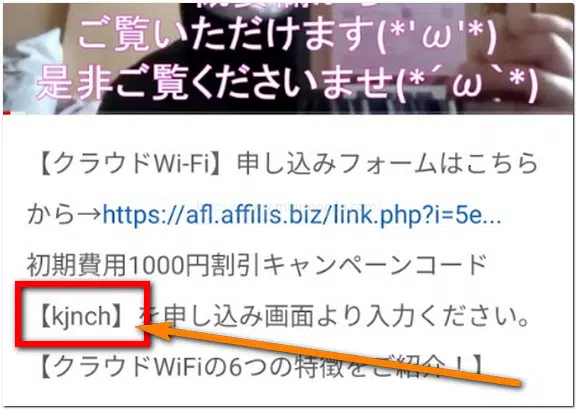 ご覧いただけます(*'ω'*)
是非ご覧くださいませ(*´ω`*)
【クラウドWi-Fi】申し込みフォームはこちら
から→https://afl.affilis.biz/link.php?i=5e...
初期費用1000円割引キャンペーンコード
【kjnch】を申し込み画面より入力ください。
【クラウドWiFiの6つの特徴をご紹介！】